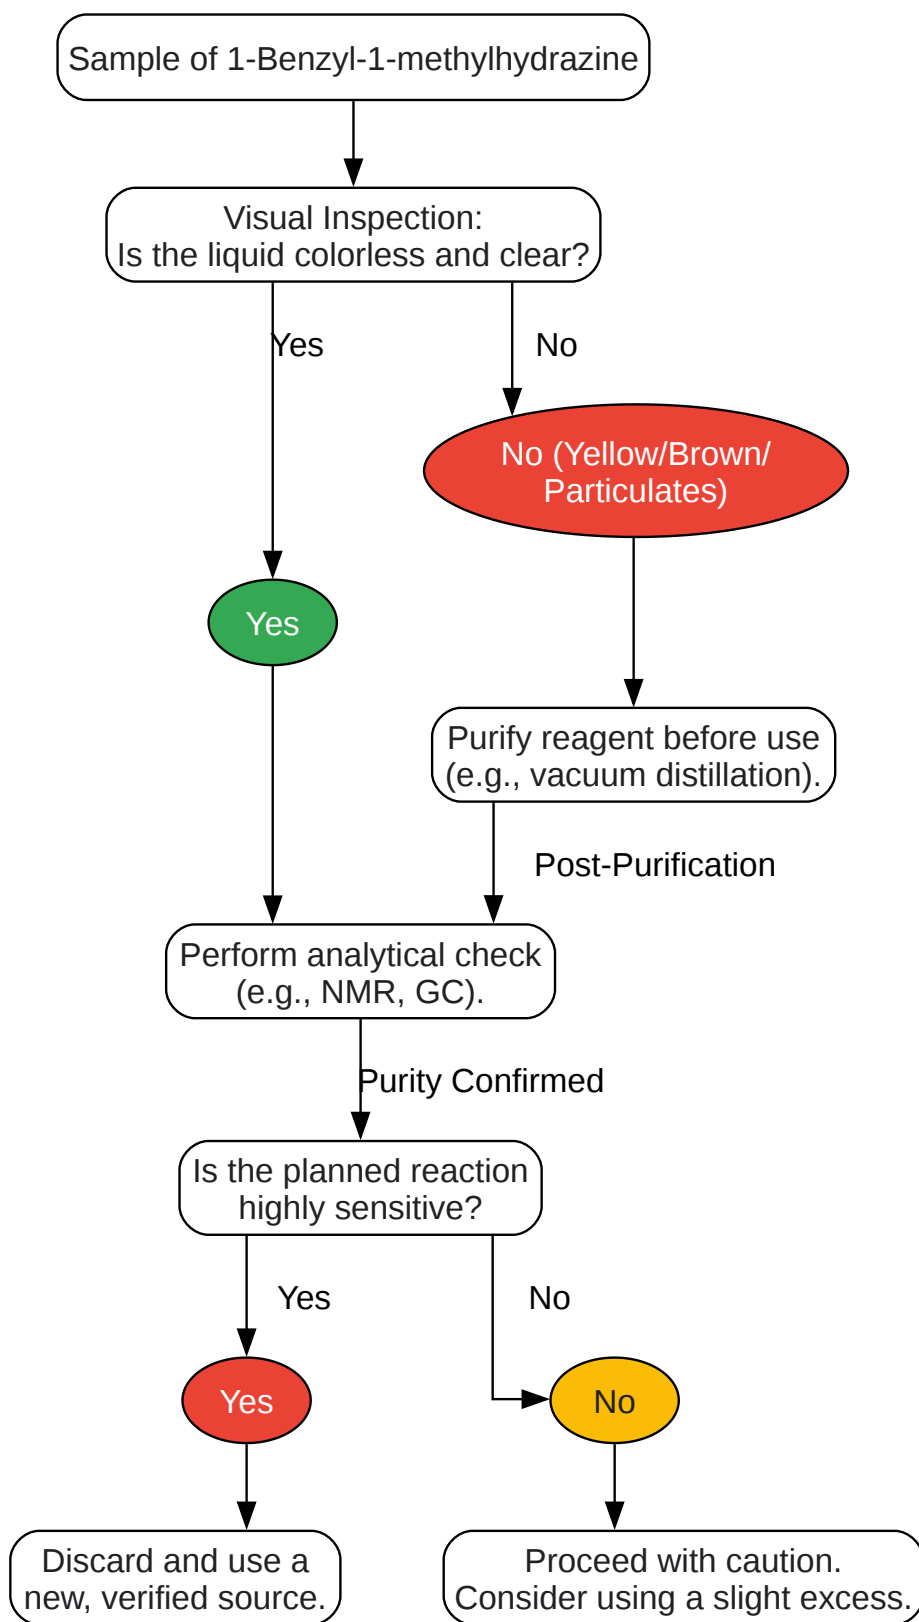 Sample of 1-Benzyl-1-methylhydrazine
Visual Inspection:
Is the liquid colorless and clear?
Yes
No
No (Yellow/Brown/
Particulates)
Yes
Purify reagent before use
(e.g., vacuum distillation).
Post-Purification
Perform analytical check
(e.g., NMR, GC).
Purity Confirmed
Is the planned reaction
highly sensitive?
Yes
No
Yes
No
Discard and use a
new, verified source.
Proceed with caution.
Consider using a slight excess.